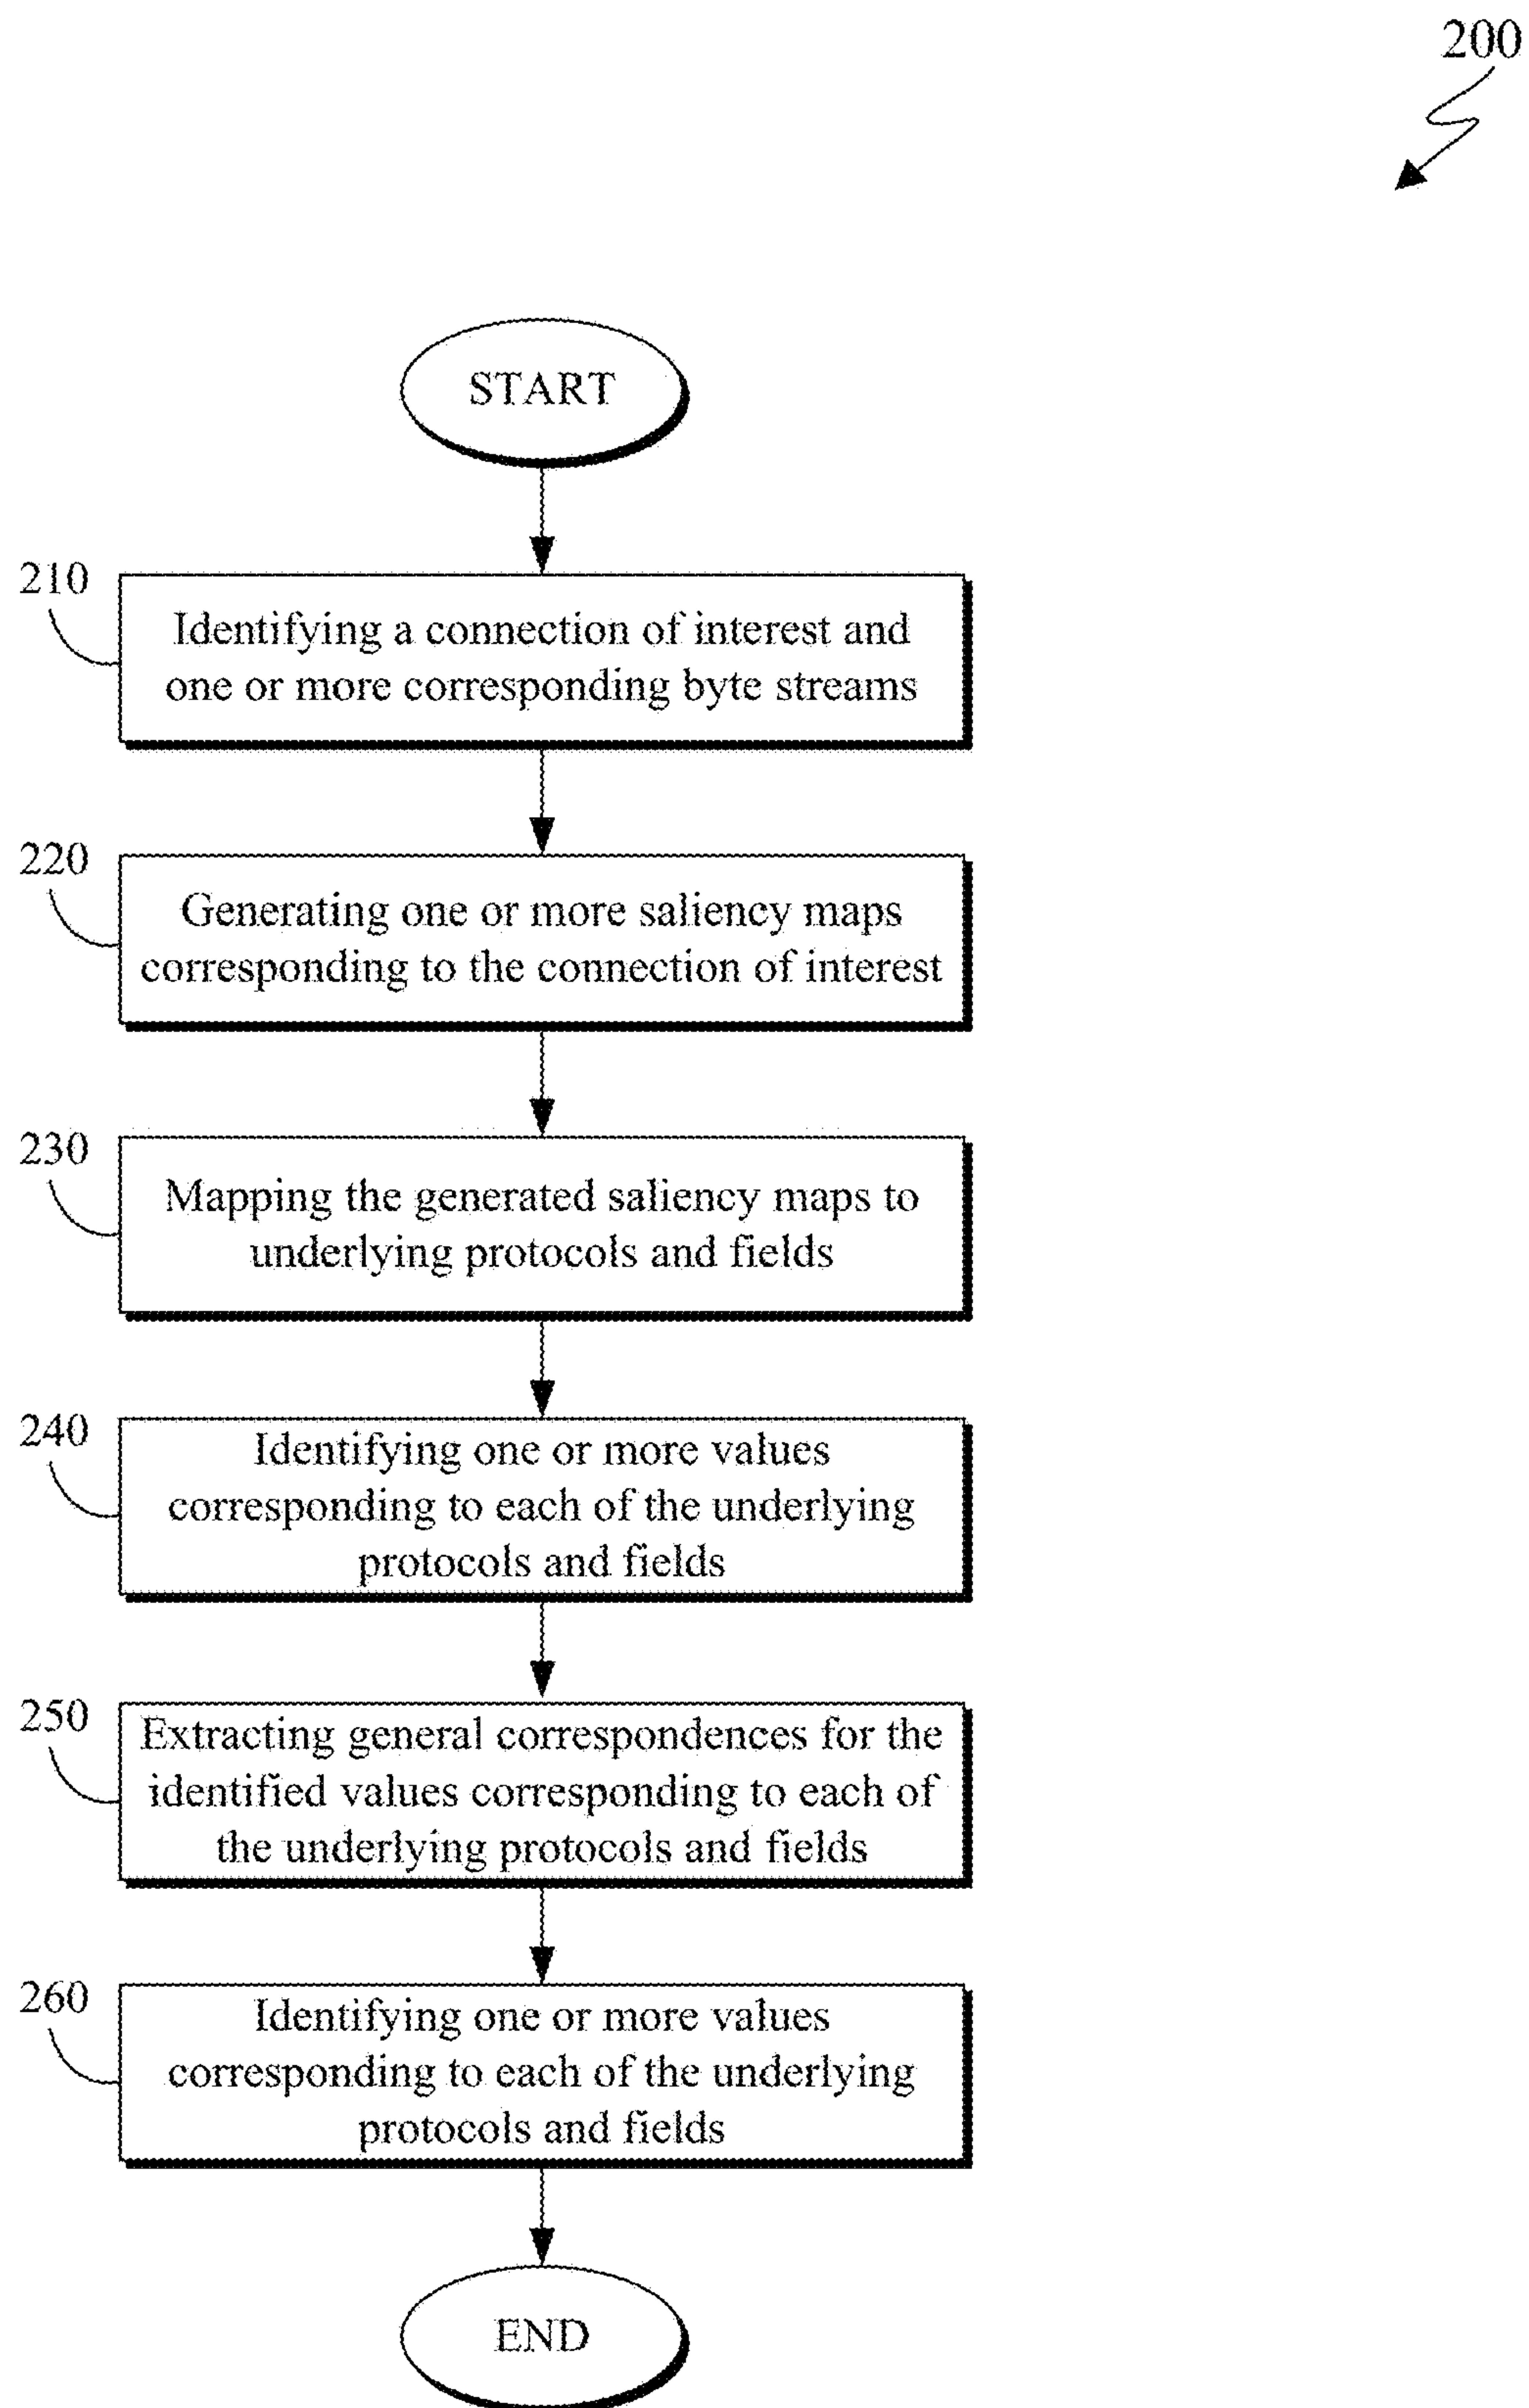 200
START
210
Identifying a connection of interest and
one or more corresponding byte streams
220
Generating one or more saliency maps
corresponding to the connection of interest
230
Mapping the generated saliency maps to
underlying protocols and fields
240
Identifying one or more values
corresponding to each of the underlying
protocols and fields
250
Extracting general correspondences for the
identified values corresponding to each of
the underlying protocols and fields
260
Identifying one or more values
corresponding to each of the underlying
protocols and fields
END